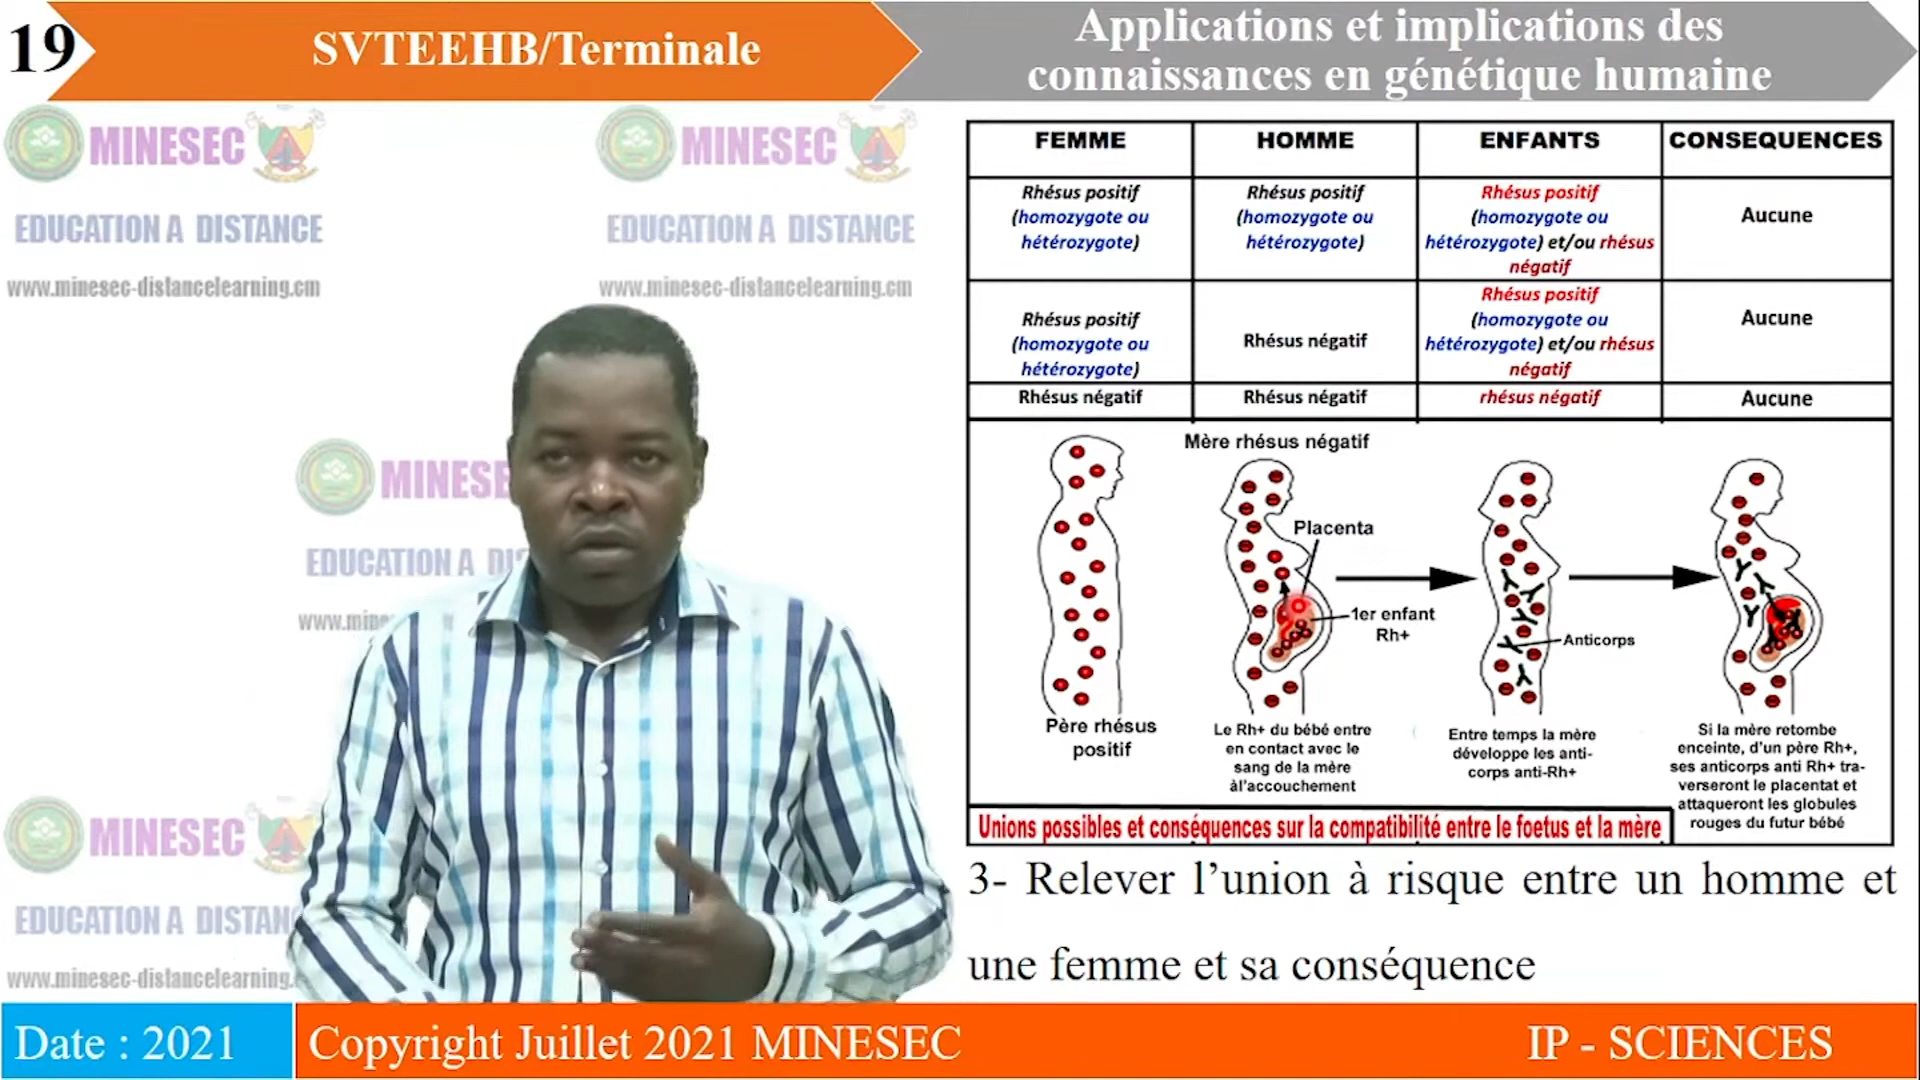 19
SVTEEHB/Terminale
Applications et implications des
connaissances en génétique humaine
MINESEC
EDUCATION A DISTANCE
www.minesec-distancelearning.cm
MINESEC
EDUCATION A DISTANCE
www.minesec-distancelearning.cm
MINESE
EDUCATION A DIS
www.mine
MINESEC
EDUCATION A DISTAN
www.minesec-distancelearning.
FEMME
HOMME
ENFANTS
CONSEQUENCES
Rhésus positif
(homozygote ou
hétérozygote)
Rhésus positif
(homozygote ou
hétérozygote)
Rhésus positif
(homozygote ou
hétérozygote) et/ou rhésus
négatif
Aucune
Rhésus positif
(homozygote ou
hétérozygote)
Rhésus négatif
Rhésus positif
(homozygote ou
hétérozygote) et/ou rhésus
négatif
Aucune
Rhésus négatif
Rhésus négatif
rhésus négatif
Aucune
Mère rhésus négatif
Placenta
1er enfant
Rh+
Anticorps
Père rhésus
positif
Le Rh+ du bébé entre
en contact avec le
sang de la mère
àl'accouchement
Entre temps la mère
développe les anti-
corps anti-Rh+
Si la mère retombe
enceinte, d'un père Rh+,
ses anticorps anti Rh+ tra-
verseront le placentat et
attaqueront les globules
rouges du futur bébé
Unions possibles et conséquences sur la compatibilité entre le foetus et la mère
3- Relever l'union à risque entre un homme et
une femme et sa conséquence
Date : 2021
Copyright Juillet 2021 MINESEC
IP - SCIENCES